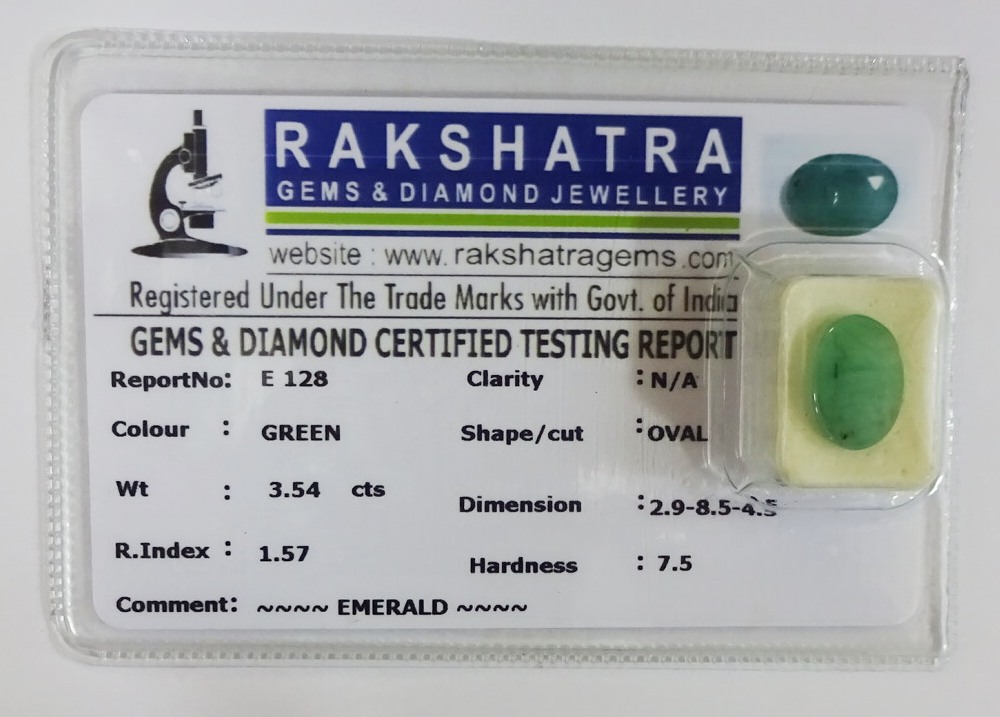 RAKSHATRA
GEMS & DIAMOND JEWELLERY
website : www.rakshatragems.com
Registered Under The Trade Marks with Govt. of India
GEMS & DIAMOND CERTIFIED TESTING REPORT
ReportNo: E 128 Clarity : N/A
Colour : GREEN Shape/cut : OVAL
Wt : 3.54 cts Dimension : 2.9-8.5-4.5
R.Index : 1.57 Hardness : 7.5
Comment: ~~~~ EMERALD ~~~~